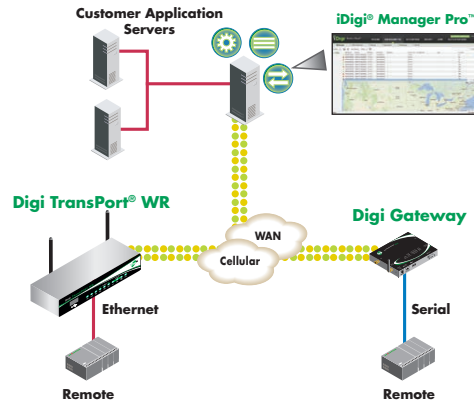 Customer Application
Servers
iDigi® Manager Pro™
Digi TransPort® WR
Digi Gateway
WAN
Cellular
Ethernet
Serial
Remote
Remote